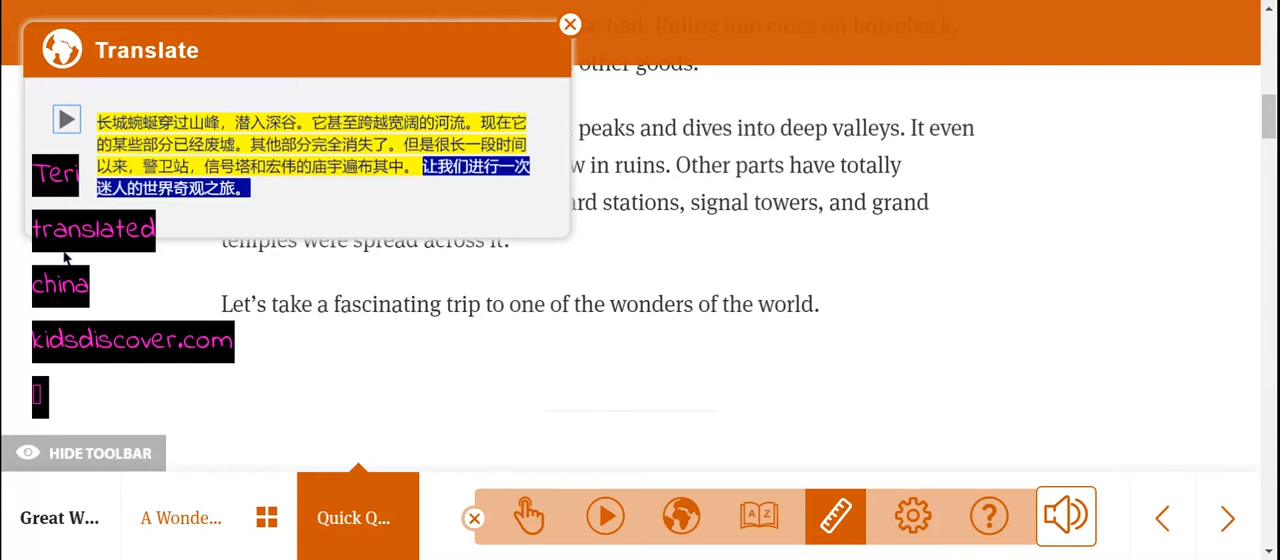 Translate
长城蜿蜒穿过山峰，潜入深谷。它甚至跨越宽阔的河流。现在它
的某些部分已经废墟。其他部分完全消失了。但是很长一段时间
以来，警卫站，信号塔和宏伟的庙宇遍布其中。让我们进行一次
迷人的世界奇观之旅。
Teri
translated
china
kidsdiscover.com
other goods.
peaks and dives into deep valleys. It even
w in ruins. Other parts have totally
ard stations, signal towers, and grand
temples were spread across it.
Let’s take a fascinating trip to one of the wonders of the world.
HIDE TOOLBAR
Great W...
A Wonde...
Quick Q...
A Z
?